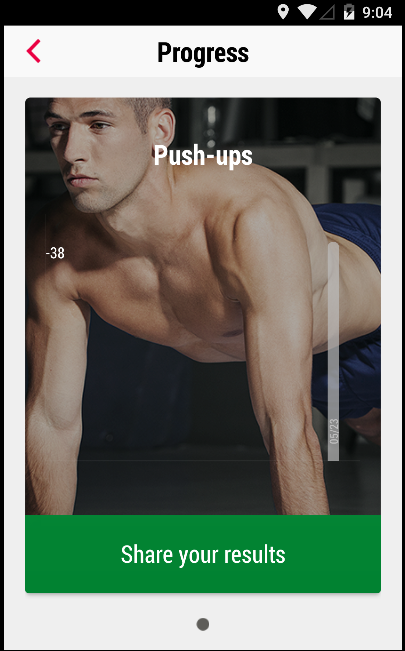 9:04
Progress
Push-ups
-38
05/23
Share your results